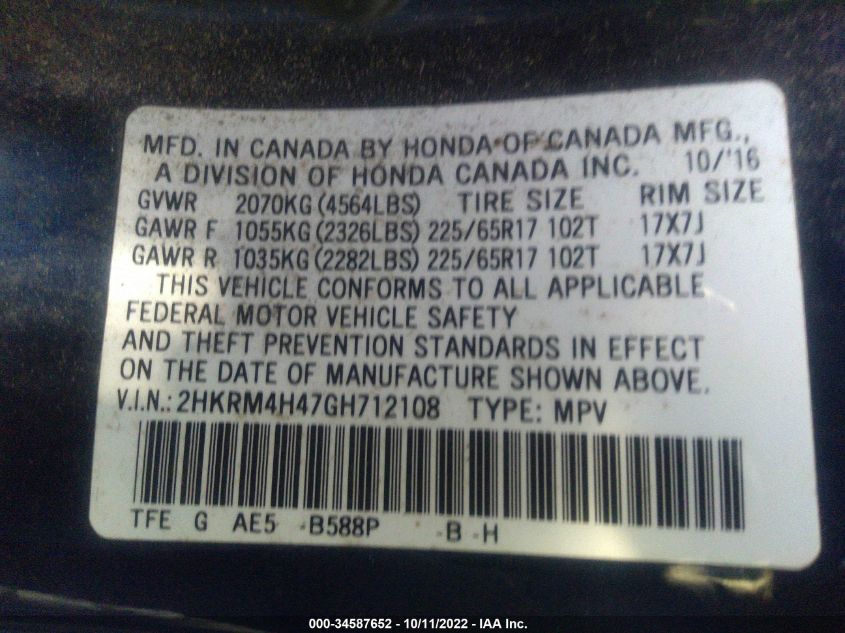 MFD. IN CANADA BY HONDA OF CANADA MFG.,
A DIVISION OF HONDA CANADA INC. 10/'16
GVWR 2070KG (4564LBS) TIRE SIZE RIM SIZE
GAWR F 1055KG (2326LBS) 225/65R17 102T 17X7J
GAWR R 1035KG (2282LBS) 225/65R17 102T 17X7J
THIS VEHICLE CONFORMS TO ALL APPLICABLE
FEDERAL MOTOR VEHICLE SAFETY
AND THEFT PREVENTION STANDARDS IN EFFECT
ON THE DATE OF MANUFACTURE SHOWN ABOVE.
V.I.N.: 2HKRM4H47GH712108 TYPE: MPV
TFE G AE5 -B588P -B -H
000-34587652 - 10/11/2022 - IAA Inc.